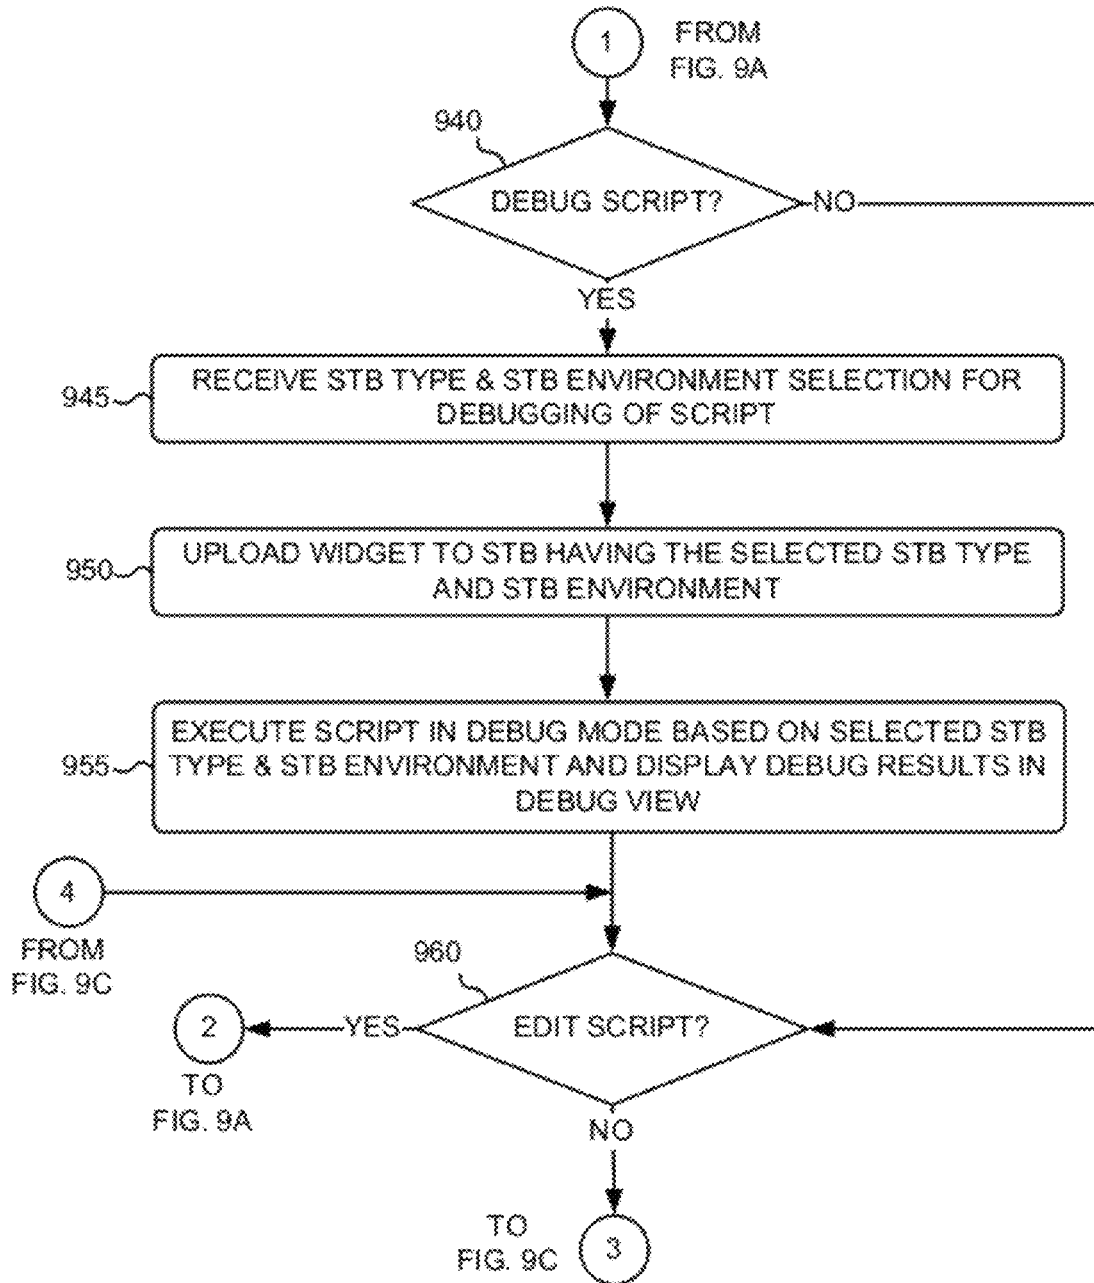 1
FROM
FIG. 9A
940
DEBUG SCRIPT?
NO
YES
945
RECEIVE STB TYPE & STB ENVIRONMENT SELECTION FOR
DEBUGGING OF SCRIPT
950
UPLOAD WIDGET TO STB HAVING THE SELECTED STB TYPE
AND STB ENVIRONMENT
955
EXECUTE SCRIPT IN DEBUG MODE BASED ON SELECTED STB
TYPE & STB ENVIRONMENT AND DISPLAY DEBUG RESULTS IN
DEBUG VIEW
4
FROM
FIG. 9C
960
EDIT SCRIPT?
YES
2
TO
FIG. 9A
NO
TO
FIG. 9C
3